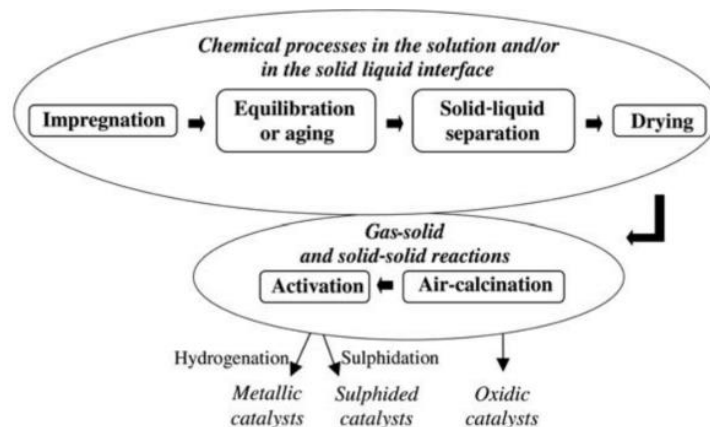 Chemical processes in the solution and/or
in the solid liquid interface
Impregnation
Equilibration
or aging
Solid-liquid
separation
Drying
Gas-solid
and solid-solid reactions
Activation
Air-calcination
Hydrogenation
Sulphidation
Metallic
catalysts
Sulphided
catalysts
Oxidic
catalysts